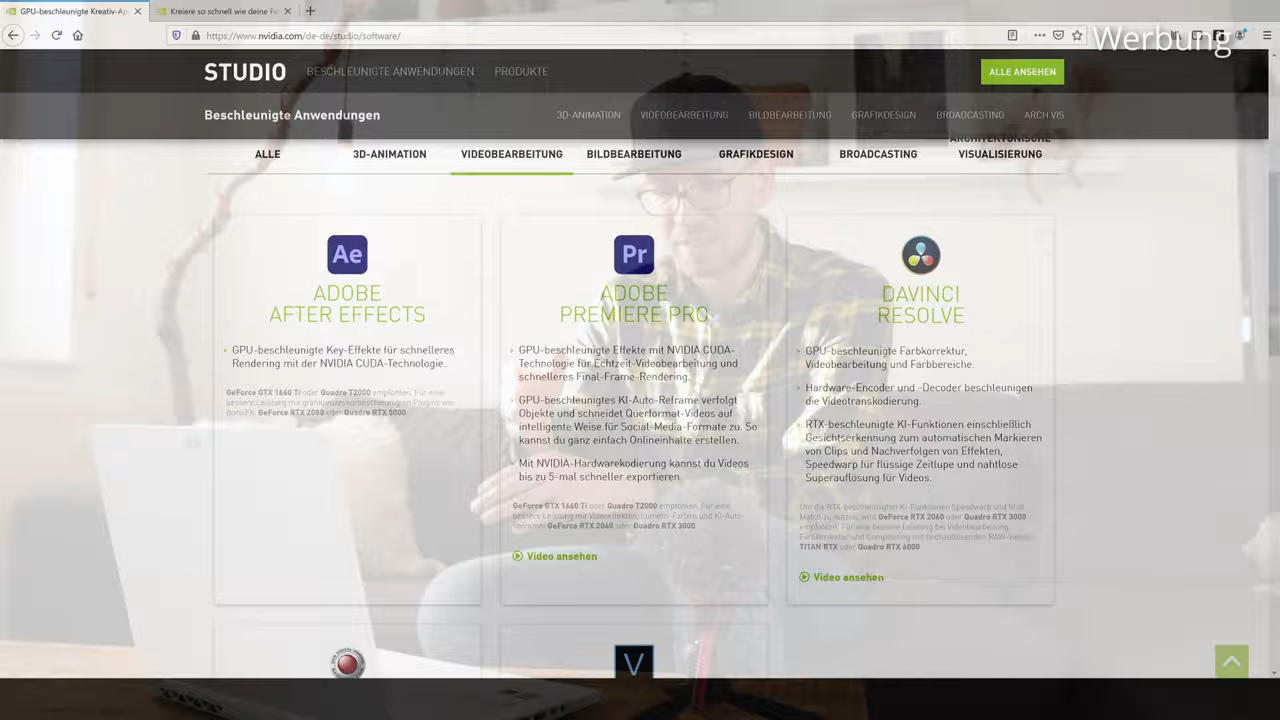 GPU-beschleunigte Kreativ-Ap
Kreiere so schnell wie deine Fa
https://www.nvidia.com/de-de/studio/software/
Werbung
STUDIO
BESCHLEUNIGTE ANWENDUNGEN
PRODUKTE
ALLE ANSEHEN
Beschleunigte Anwendungen
3D-ANIMATION
VIDEOBEARBEITUNG
BILDBEARBEITUNG
GRAFIKDESIGN
BROADCASTING
ARCH VIS
ALLE
3D-ANIMATION
VIDEOBEARBEITUNG
BILDBEARBEITUNG
GRAFIKDESIGN
BROADCASTING
ARCHITEKTONISCHE
VISUALISIERUNG
Ae
ADOBE
AFTER EFFECTS
GPU-beschleunigte Key-Effekte für schnelleres
Rendering mit der NVIDIA CUDA-Technologie.
GeForce GTX 1660 Ti oder Quadro T2000 empfohlen. Für eine
bessere Leistung mit grafikprozessorbeschleunigten Plugins wie
BorisFX: GeForce RTX 2080 oder Quadro RTX 5000
Pr
ADOBE
PREMIERE PRO
GPU-beschleunigte Effekte mit NVIDIA CUDA-
Technologie für Echtzeit-Videobearbeitung und
schnelleres Final-Frame-Rendering.
GPU-beschleunigtes KI-Auto-Reframe verfolgt
Objekte und schneidet Querformat-Videos auf
intelligente Weise für Social-Media-Formate zu. So
kannst du ganz einfach Onlineinhalte erstellen.
Mit NVIDIA-Hardwarekodierung kannst du Videos
bis zu 5-mal schneller exportieren.
GeForce GTX 1660 Ti oder Quadro T2000 empfohlen. Für eine
bessere Leistung mit Videoeffekten, Lumetri-Farben und KI-Auto-
Reframe: GeForce RTX 2060 oder Quadro RTX 3000
Video ansehen
DAVINCI
RESOLVE
GPU-beschleunigte Farbkorrektur,
Videobearbeitung und Farbbereiche.
Hardware-Encoder und -Decoder beschleunigen
die Videotranskodierung.
RTX-beschleunigte KI-Funktionen einschließlich
Gesichtserkennung zum automatischen Markieren
von Clips und Nachverfolgen von Effekten,
Speedwarp für flüssige Zeitlupe und nahtlose
Superauflösung für Videos.
Um die RTX-beschleunigten KI-Funktionen Speedwarp und Shot
Match zu nutzen, wird GeForce RTX 2060 oder Quadro RTX 3000
empfohlen. Für eine bessere Leistung bei Videobearbeitung,
Farbkorrektur und Compositing mit hochauflösenden RAW-Videos:
TITAN RTX oder Quadro RTX 6000
Video ansehen
V